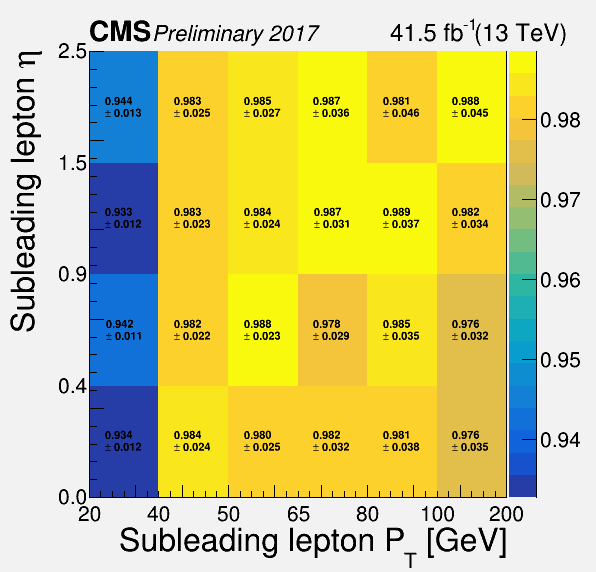 CMS Preliminary 2017 41.5 fb⁻¹(13 TeV)
Subleading lepton η
2.5
0.944 0.983 0.985 0.987 0.981 0.988
± 0.013 ± 0.025 ± 0.027 ± 0.036 ± 0.046 ± 0.045
0.98
1.5
0.97
0.933 0.983 0.984 0.987 0.989 0.982
± 0.012 ± 0.023 ± 0.024 ± 0.031 ± 0.037 ± 0.034
0.9
0.96
0.942 0.982 0.988 0.978 0.985 0.976
± 0.011 ± 0.022 ± 0.023 ± 0.029 ± 0.035 ± 0.032
0.95
0.4
0.934 0.984 0.980 0.982 0.981 0.976
± 0.012 ± 0.024 ± 0.025 ± 0.032 ± 0.038 ± 0.035
0.94
0.0
20 40 50 65 80 100 200
Subleading lepton P_T [GeV]